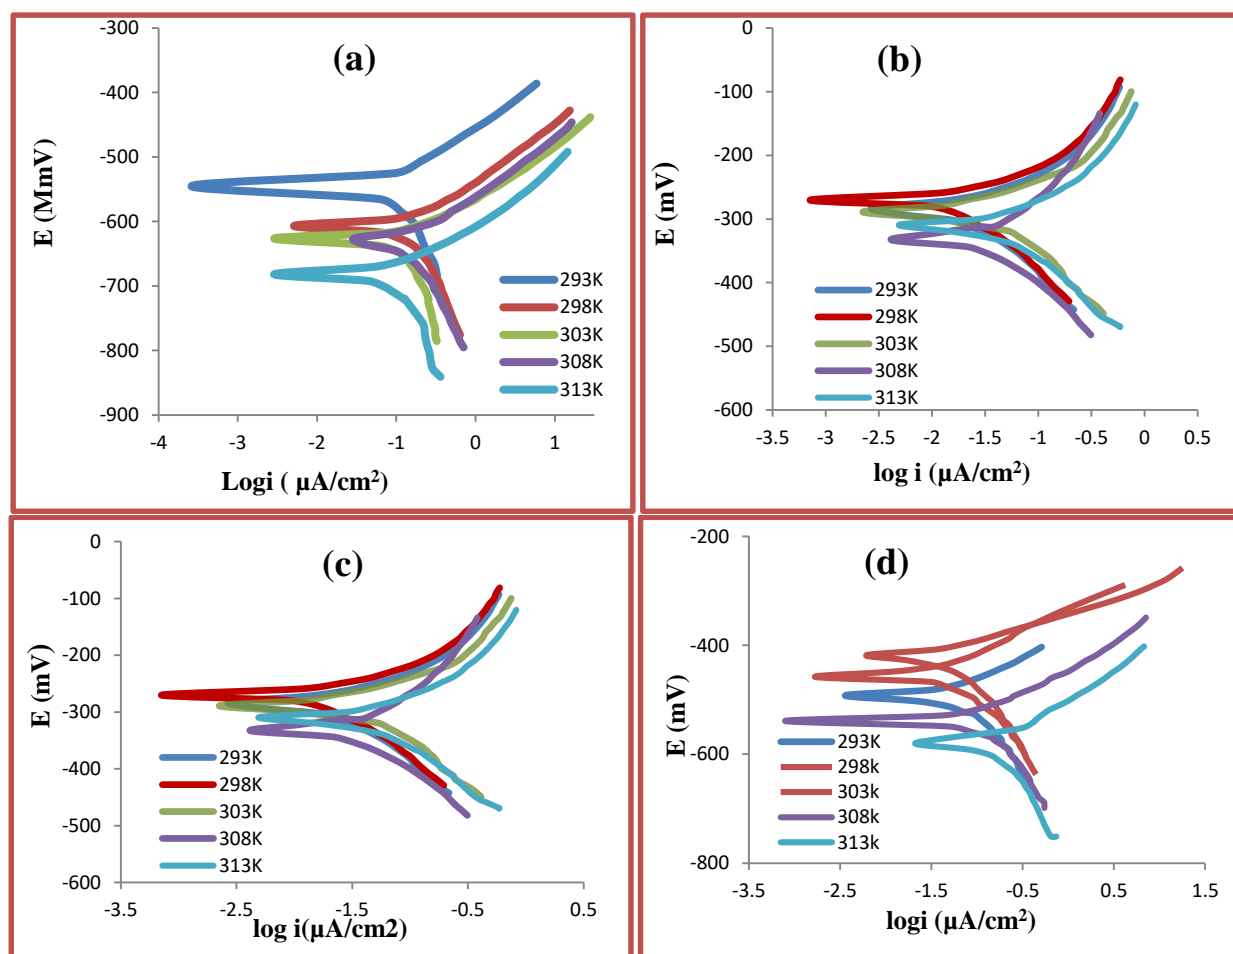 (a)
E (MmV)
-300
-400
-500
-600
-700
-800
-900
-4
-3
-2
-1
0
1
293K
298K
303K
308K
313K
Logi ( µA/cm²)
(b)
E (mV)
0
-100
-200
-300
-400
-500
-600
-3.5
-3
-2.5
-2
-1.5
-1
-0.5
0
0.5
293K
298K
303K
308K
313K
log i (µA/cm²)
(c)
E (mV)
0
-100
-200
-300
-400
-500
-600
-3.5
-2.5
-1.5
-0.5
0.5
293K
298K
303K
308K
313K
log i(µA/cm2)
(d)
E (mV)
-200
-400
-600
-800
-3.5
-2.5
-1.5
-0.5
0.5
1.5
293K
298k
303k
308k
313k
logi (µA/cm²)